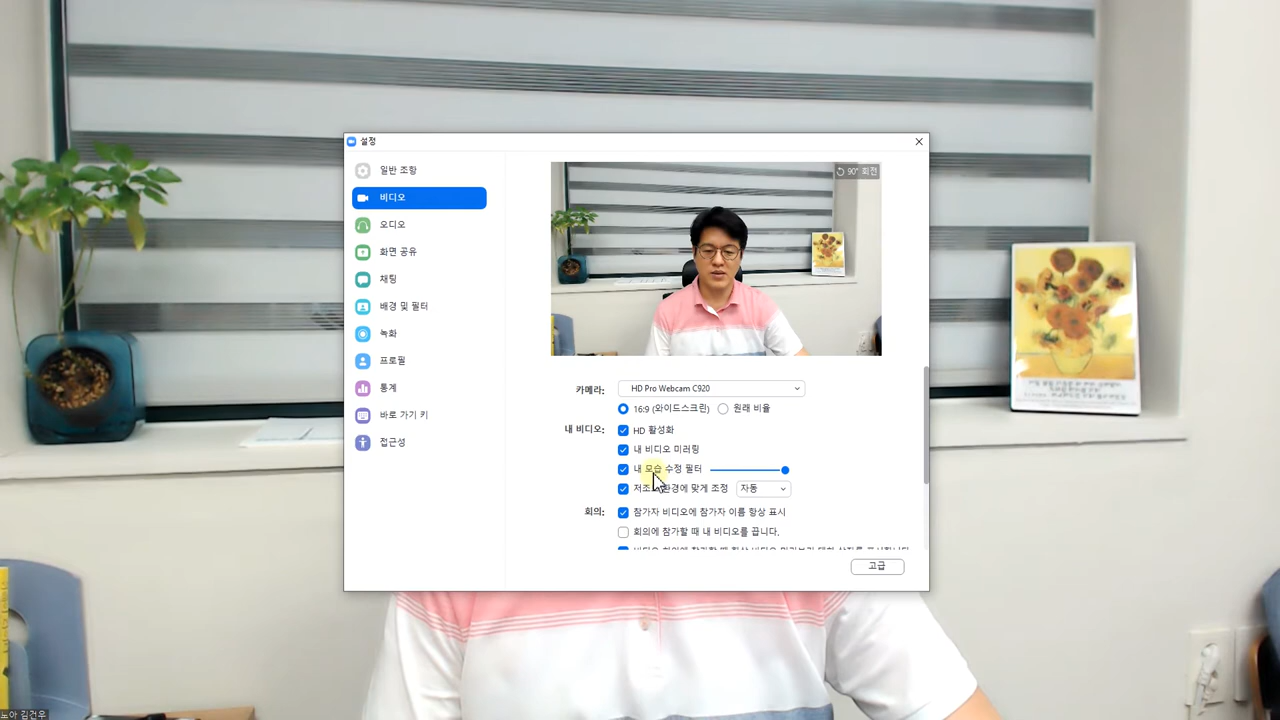 설정
90° 회전
일반 조항
비디오
오디오
화면 공유
채팅
배경 및 필터
녹화
프로필
통계
바로 가기 키
접근성
카메라: HD Pro Webcam C920
16:9 (와이드스크린) 원래 비율
내 비디오: HD 활성화
내 비디오 미러링
내 모습 수정 필터
환경에 맞게 조정 자동
회의: 참가자 비디오에 참가자 이름 항상 표시
회의에 참가할 때 내 비디오를 끕니다.
고급
노아 김건우